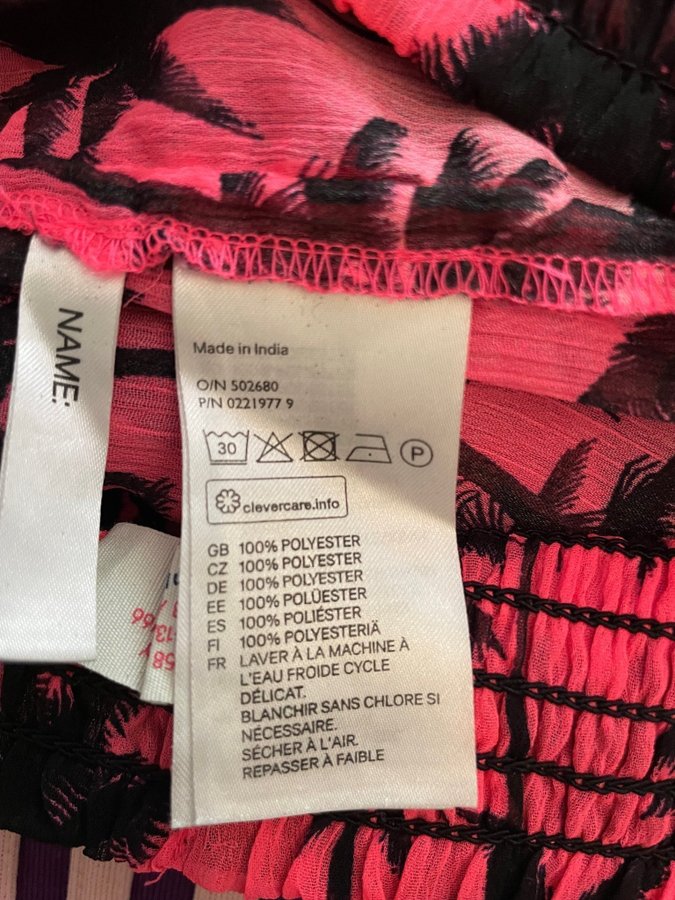 NAME:
Made in India
O/N 502680
P/N 0221977 9
30
P
clevercare.info
GB 100% POLYESTER
CZ 100% POLYESTER
DE 100% POLYESTER
EE 100% POLÜESTER
ES 100% POLIÉSTER
FI 100% POLYESTERIÄ
FR LAVER À LA MACHINE À
L'EAU FROIDE CYCLE
DÉLICAT.
BLANCHIR SANS CHLORE SI
NÉCESSAIRE.
SÉCHER À L'AIR.
REPASSER À FAIBLE